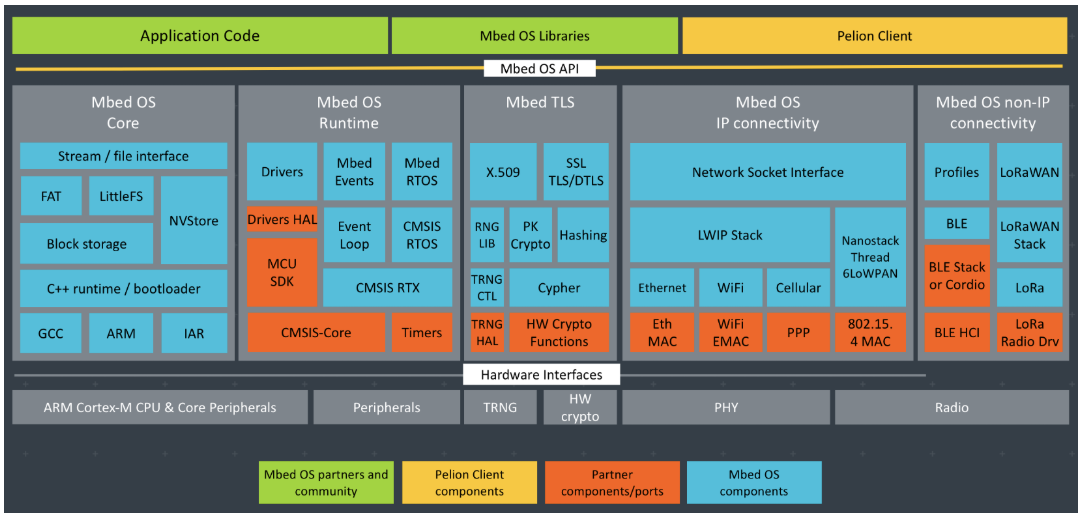 Application Code
Mbed OS Libraries
Pelion Client
Mbed OS API
Mbed OS
Core
Stream / file interface
FAT
LittleFS
NVStore
Block storage
C++ runtime / bootloader
GCC
ARM
IAR
Mbed OS
Runtime
Drivers
Mbed
Events
Mbed
RTOS
Drivers HAL
Event
Loop
CMSIS
RTOS
MCU
SDK
CMSIS RTX
CMSIS-Core
Timers
Mbed TLS
X.509
SSL
TLS/DTLS
RNG
LIB
PK
Crypto
Hashing
TRNG
CTL
Cypher
TRNG
HAL
HW Crypto
Functions
Mbed OS
IP connectivity
Network Socket Interface
LWIP Stack
Nanostack
Thread
6LoWPAN
Ethernet
WiFi
Cellular
Eth
MAC
WiFi
EMAC
PPP
802.15.
4 MAC
Mbed OS non-IP
connectivity
Profiles
LoRaWAN
BLE
LoRaWAN
Stack
BLE Stack
or Cordio
LoRa
BLE HCI
LoRa
Radio Drv
Hardware Interfaces
ARM Cortex-M CPU & Core Peripherals
Peripherals
TRNG
HW
crypto
PHY
Radio
Mbed OS partners and
community
Pelion Client
components
Partner
components/ports
Mbed OS
components